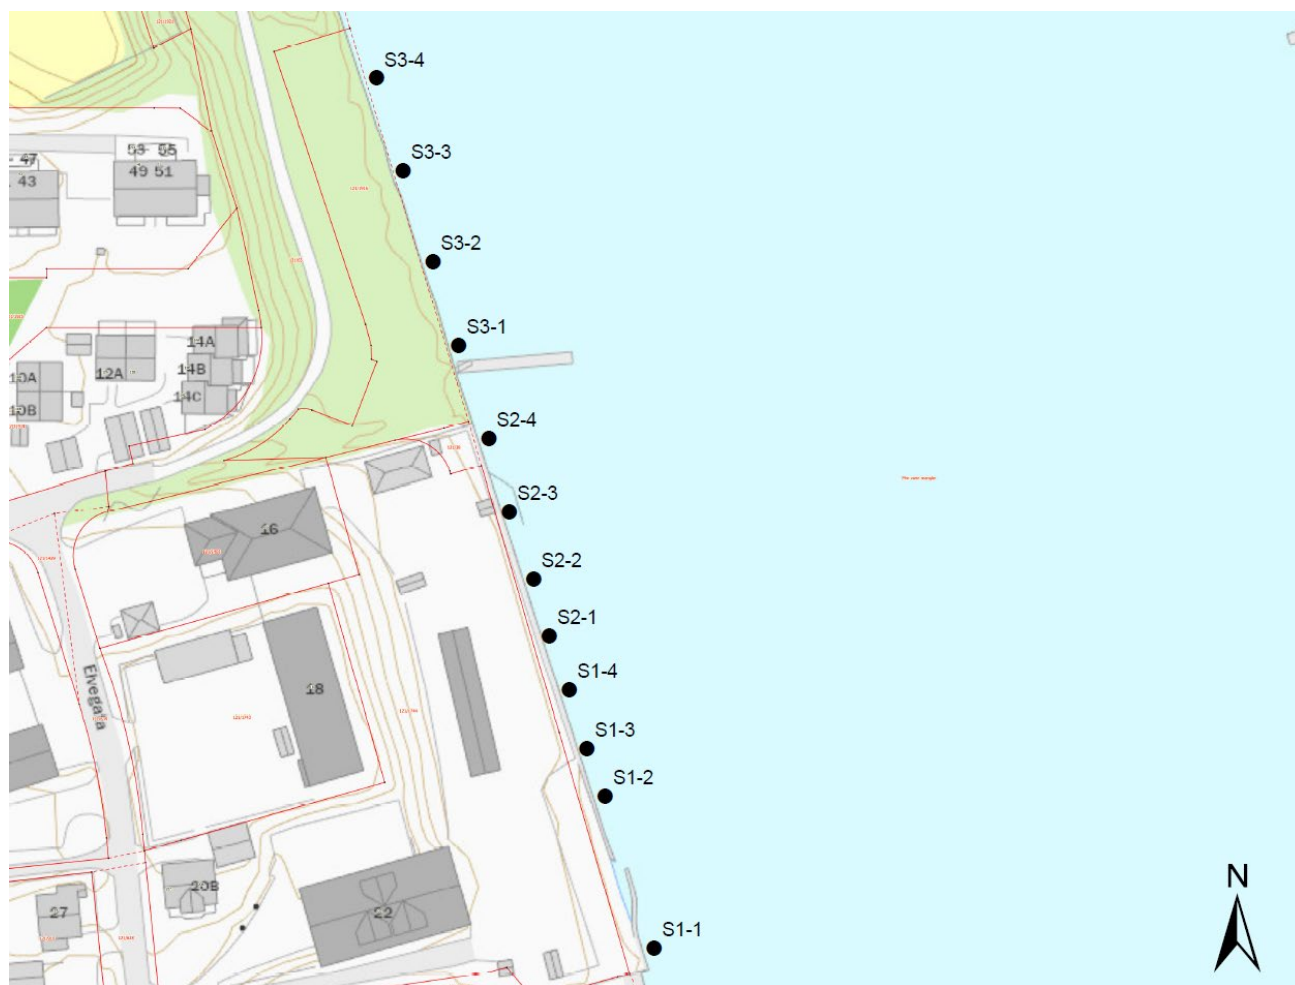 S3-4
53 55
47
49 51
43
S3-3
S3-2
S3-1
14A
12A
14B
10A
14C
10B
S2-4
S2-3
16
S2-2
S2-1
S1-4
18
Elvegata
S1-3
S1-2
N
20B
27
22
S1-1